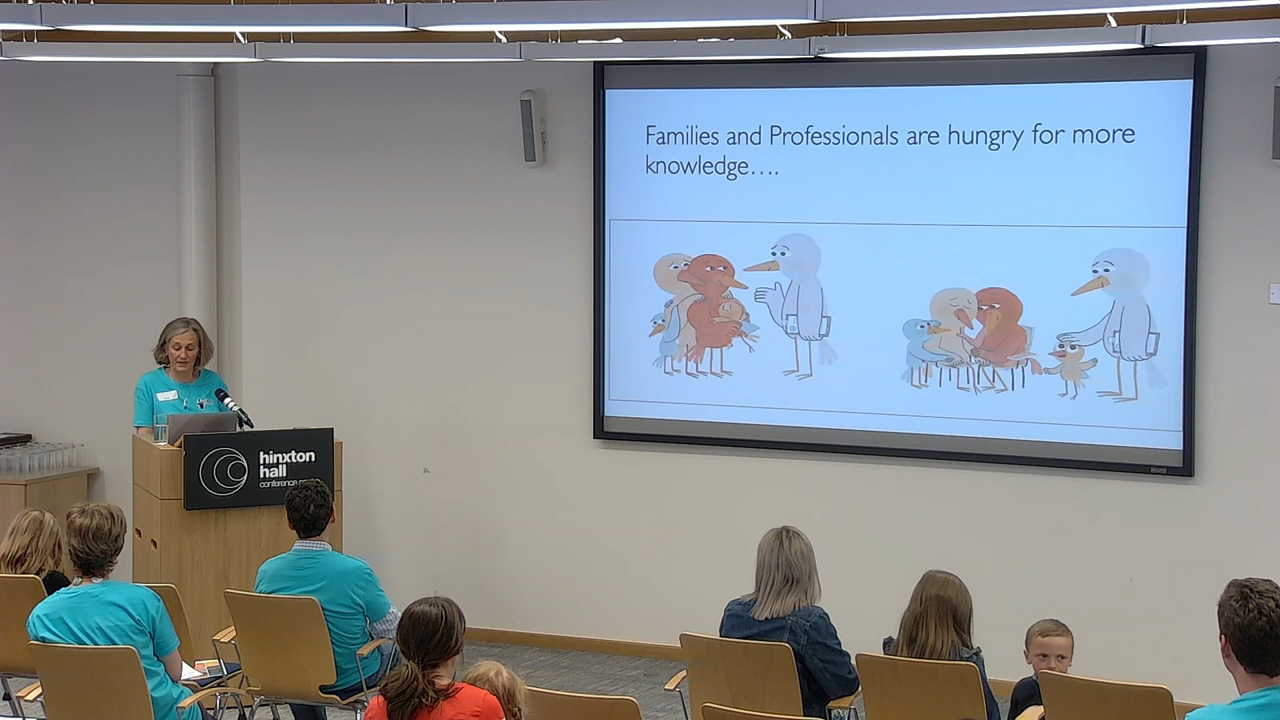 Families and Professionals are hungry for more
knowledge....
hinxton
hall
conference